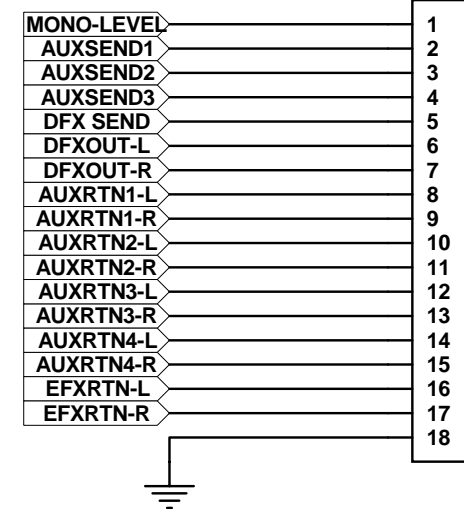 MONO-LEVEL 1
AUXSEND1 2
AUXSEND2 3
AUXSEND3 4
DFX SEND 5
DFXOUT-L 6
DFXOUT-R 7
AUXRTN1-L 8
AUXRTN1-R 9
AUXRTN2-L 10
AUXRTN2-R 11
AUXRTN3-L 12
AUXRTN3-R 13
AUXRTN4-L 14
AUXRTN4-R 15
EFXRTN-L 16
EFXRTN-R 17
18